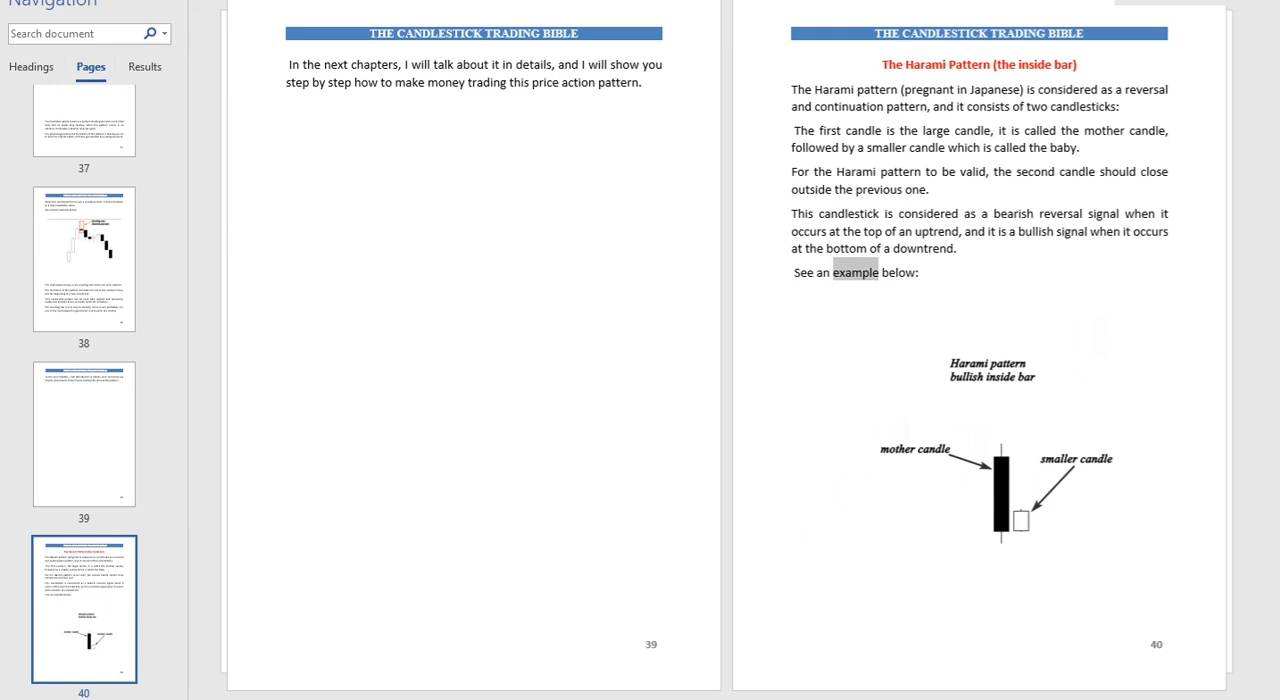 Navigation
Search document
Headings Pages Results
37
38
39
40
THE CANDLESTICK TRADING BIBLE
In the next chapters, I will talk about it in details, and I will show you
step by step how to make money trading this price action pattern.
39
THE CANDLESTICK TRADING BIBLE
The Harami Pattern (the inside bar)
The Harami pattern (pregnant in Japanese) is considered as a reversal
and continuation pattern, and it consists of two candlesticks:
The first candle is the large candle, it is called the mother candle,
followed by a smaller candle which is called the baby.
For the Harami pattern to be valid, the second candle should close
outside the previous one.
This candlestick is considered as a bearish reversal signal when it
occurs at the top of an uptrend, and it is a bullish signal when it occurs
at the bottom of a downtrend.
See an example below:
Harami pattern
bullish inside bar
mother candle
smaller candle
40